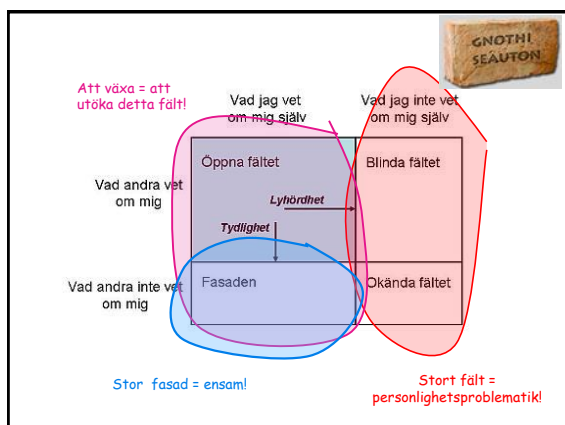 GNOTHI
SEAUTON
Att växa = att
utöka detta fält!
Vad jag vet
om mig själv
Vad jag inte vet
om mig själv
Vad andra vet
om mig
Öppna fältet
Blinda fältet
Lyhördhet
Tydlighet
Vad andra inte vet
om mig
Fasaden
Okända fältet
Stor fasad = ensam!
Stort fält =
personlighetsproblematik!